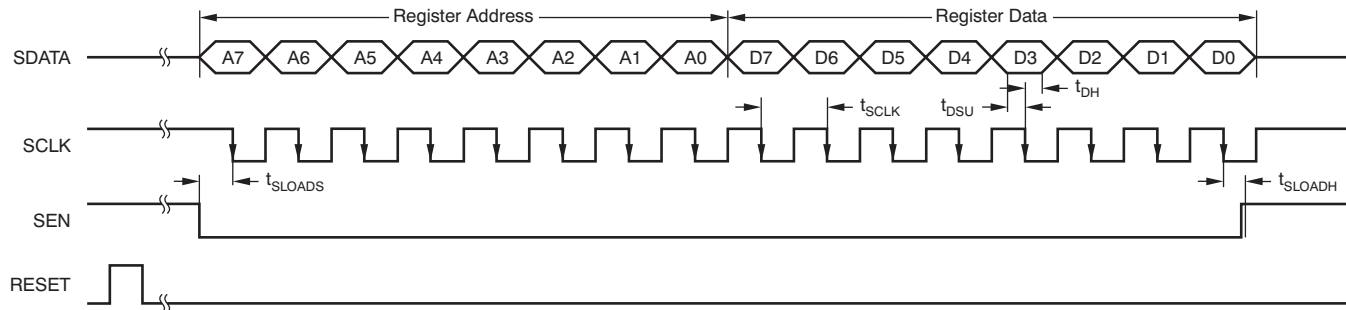 Register Address Register Data
SDATA A7 A6 A5 A4 A3 A2 A1 A0 D7 D6 D5 D4 D3 D2 D1 D0
tSCLK tDSU tDH
SCLK
tSLOADS tSLOADH
SEN
RESET